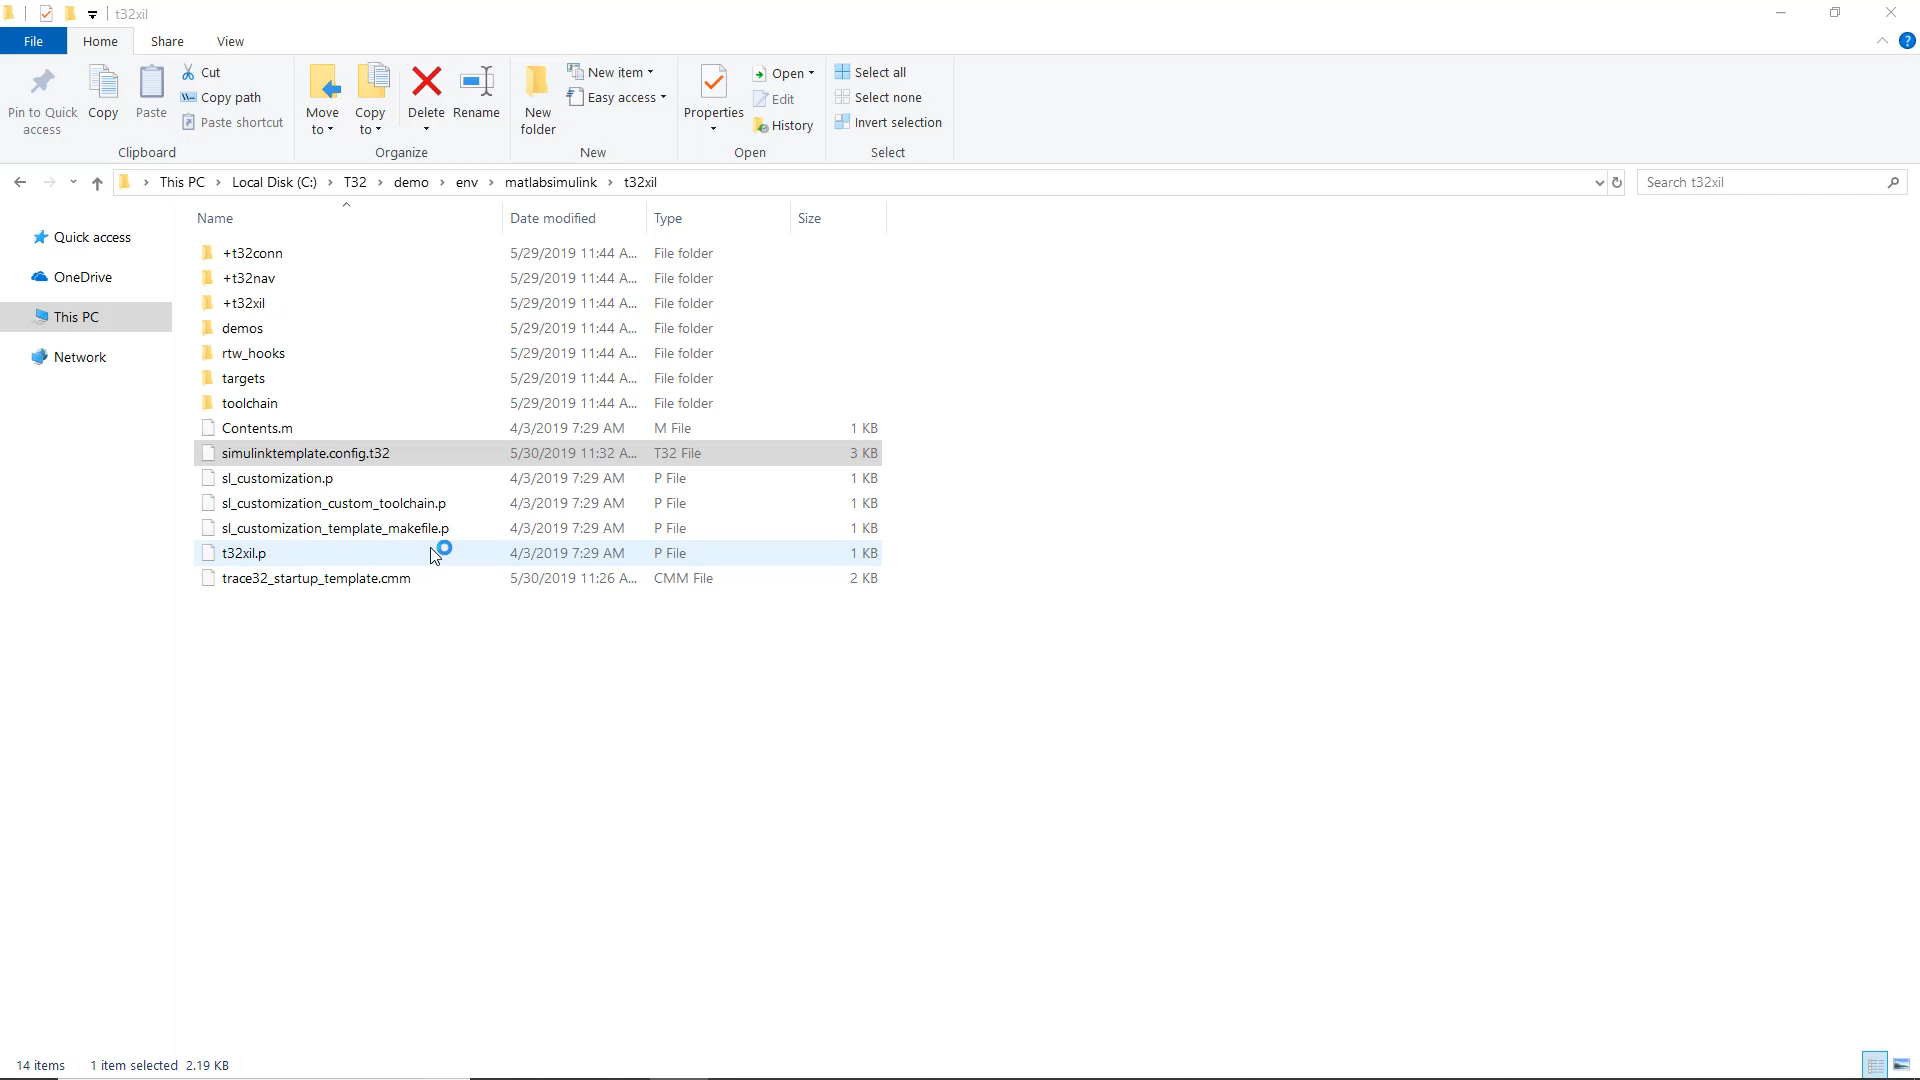 t32xil
File Home Share View
Pin to Quick access
Copy
Paste
Cut
Copy path
Paste shortcut
Clipboard
Move to
Copy to
Delete
Rename
Organize
New folder
New item
Easy access
New
Properties
Open
Edit
History
Open
Select all
Select none
Invert selection
Select
This PC > Local Disk (C:) > T32 > demo > env > matlabsimulink > t32xil
Search t32xil
Quick access
OneDrive
This PC
Network
Name Date modified Type Size
+t32conn 5/29/2019 11:44 A... File folder
+t32nav 5/29/2019 11:44 A... File folder
+t32xil 5/29/2019 11:44 A... File folder
demos 5/29/2019 11:44 A... File folder
rtw_hooks 5/29/2019 11:44 A... File folder
targets 5/29/2019 11:44 A... File folder
toolchain 5/29/2019 11:44 A... File folder
Contents.m 4/3/2019 7:29 AM M File 1 KB
simulinktemplate.config.t32 5/30/2019 11:32 A... T32 File 3 KB
sl_customization.p 4/3/2019 7:29 AM P File 1 KB
sl_customization_custom_toolchain.p 4/3/2019 7:29 AM P File 1 KB
sl_customization_template_makefile.p 4/3/2019 7:29 AM P File 1 KB
t32xil.p 4/3/2019 7:29 AM P File 1 KB
trace32_startup_template.cmm 5/30/2019 11:26 A... CMM File 2 KB
14 items 1 item selected 2.19 KB